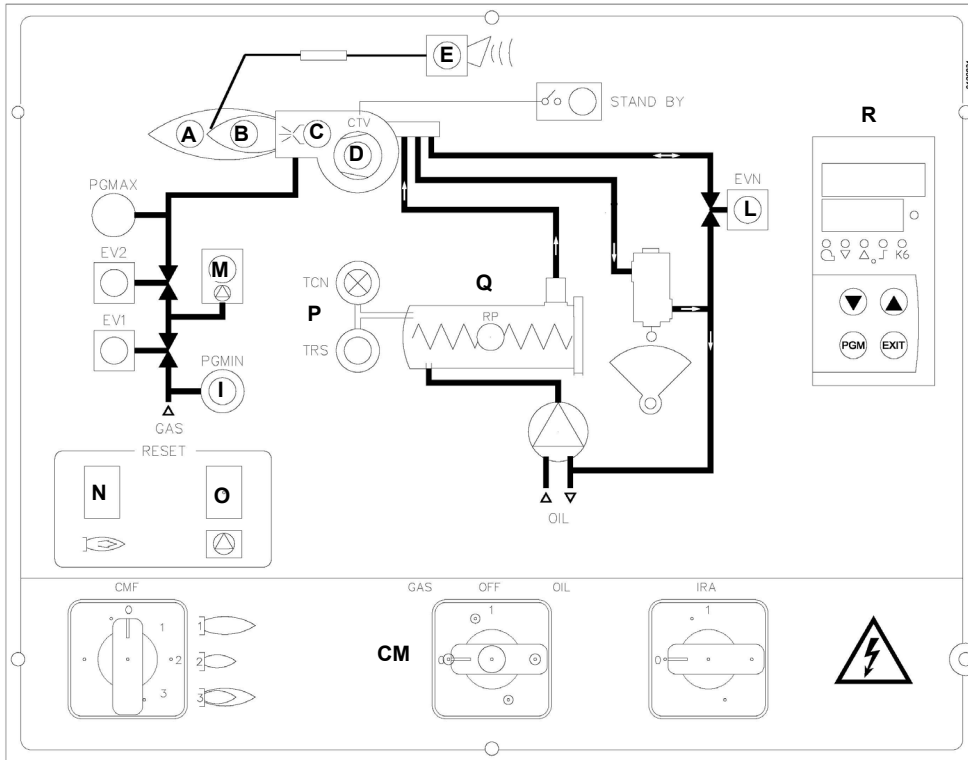 E
STAND BY
R
A
B
C
CTV
D
PGMAX
EVN
L
EV2
M
TCN
Q
P
RP
K6
EV1
TRS
PGMIN
I
PGM
EXIT
GAS
RESET
N
O
OIL
CMF
GAS OFF OIL
IRA
0
1
2
3
1
2
3
CM
1
0
1
0